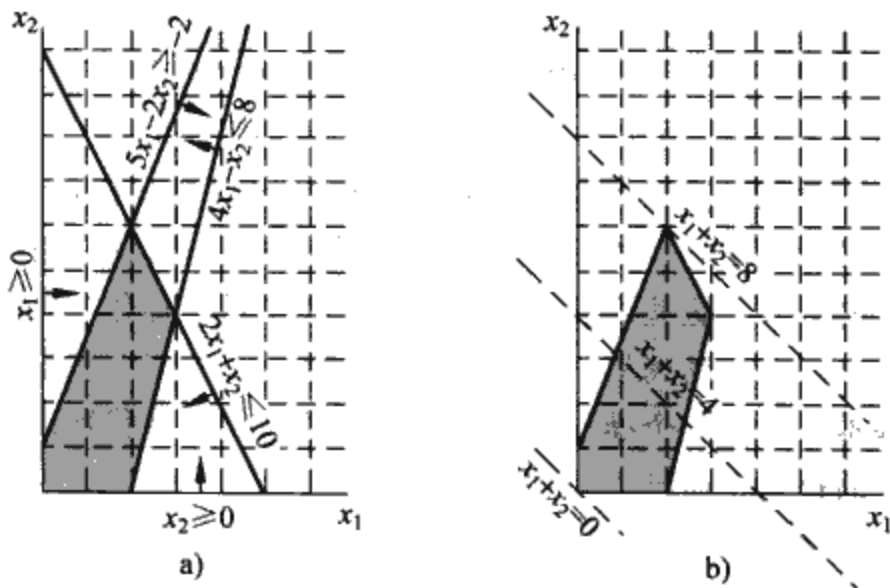 x₂
5x₁−2x₂≥−2
4x₁−x₂≤8
x₁≥0
2x₁+x₂≤10
x₂≥0
x₁
a)
x₂
x₁+x₂=8
x₁+x₂=4
x₁+x₂=0
x₁
b)